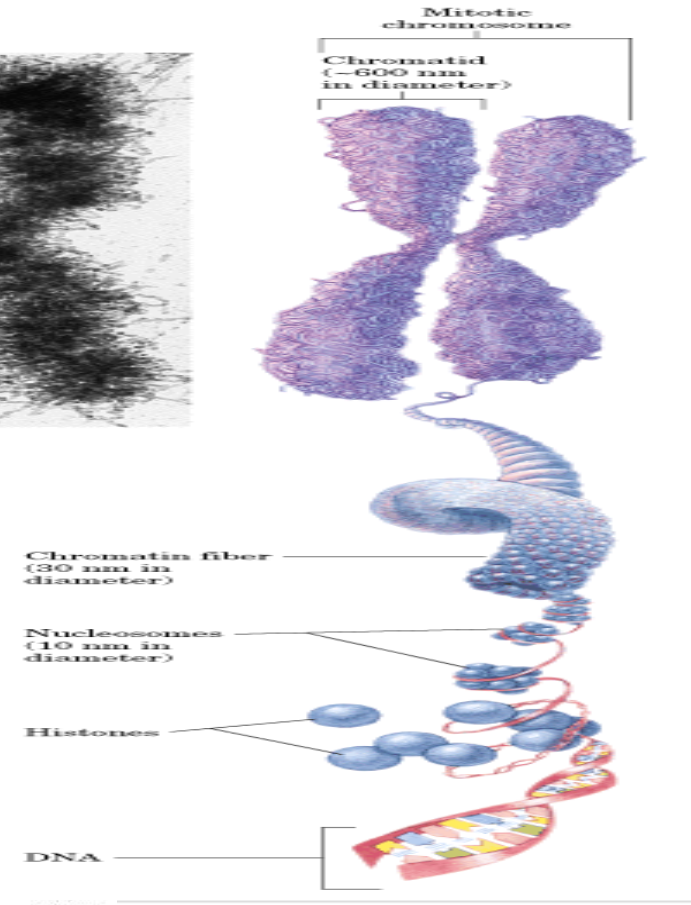 Mitotic
chromosome
Chromatid
(~600 nm
in diameter)
Chromatin fiber
(30 nm in
diameter)
Nucleosomes
(10 nm in
diameter)
Histones
DNA